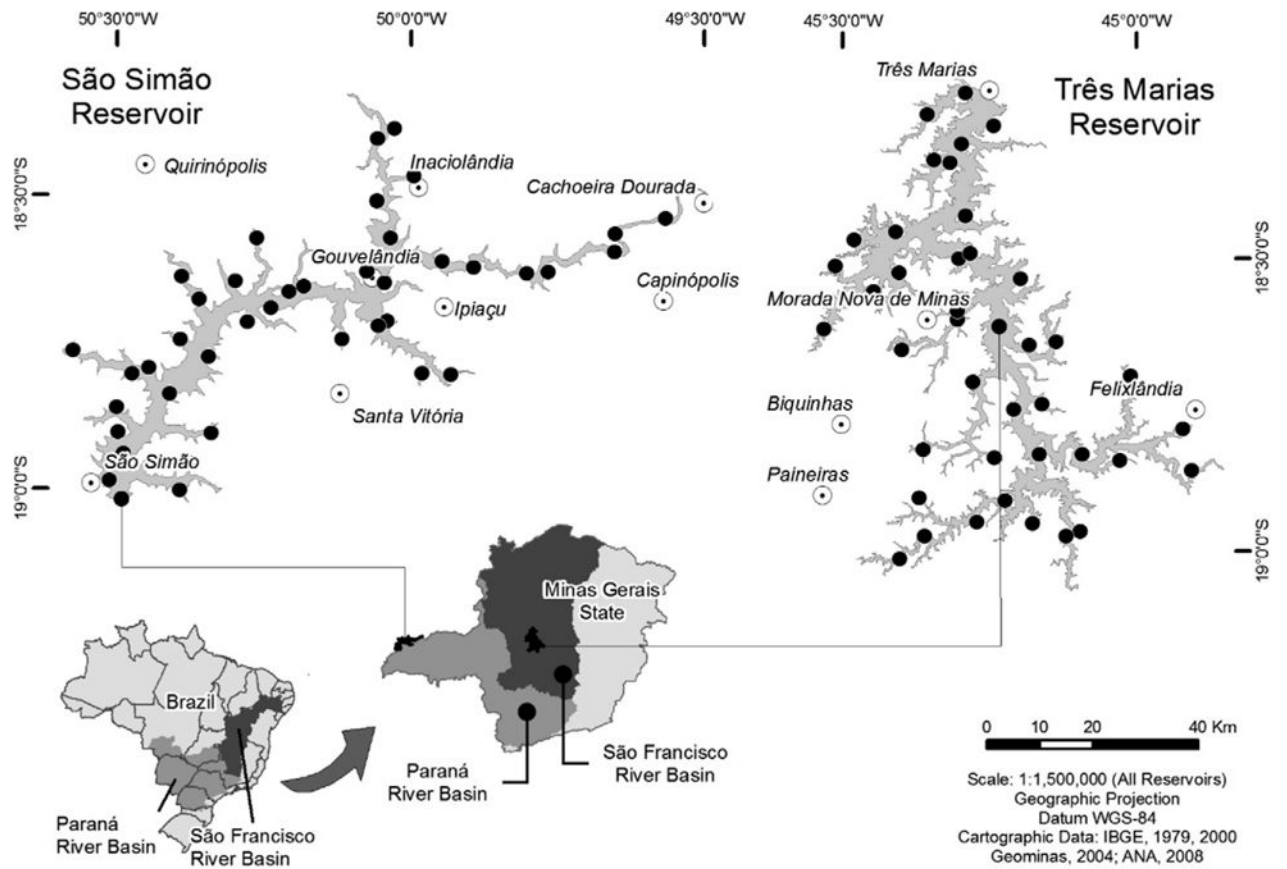 50°30'0"W
50°00'0"W
49°30'0"W
45°30'0"W
45°00'0"W
São Simão
Reservoir
Três Marias
Reservoir
18°30'0"S
19°0'0"S
18°30'0"S
19°0'0"S
Quirinópolis
Inaciolândia
Cachoeira Dourada
Gouvelândia
Ipiaçu
Capinópolis
Santa Vitória
São Simão
Três Marias
Morada Nova de Minas
Biquinhas
Felixlândia
Paineiras
Minas Gerais
State
Brazil
Paraná
River Basin
São Francisco
River Basin
Paraná
River Basin
São Francisco
River Basin
0 10 20 40 Km
Scale: 1:1,500,000 (All Reservoirs)
Geographic Projection
Datum WGS-84
Cartographic Data: IBGE, 1979, 2000
Geominas, 2004; ANA, 2008